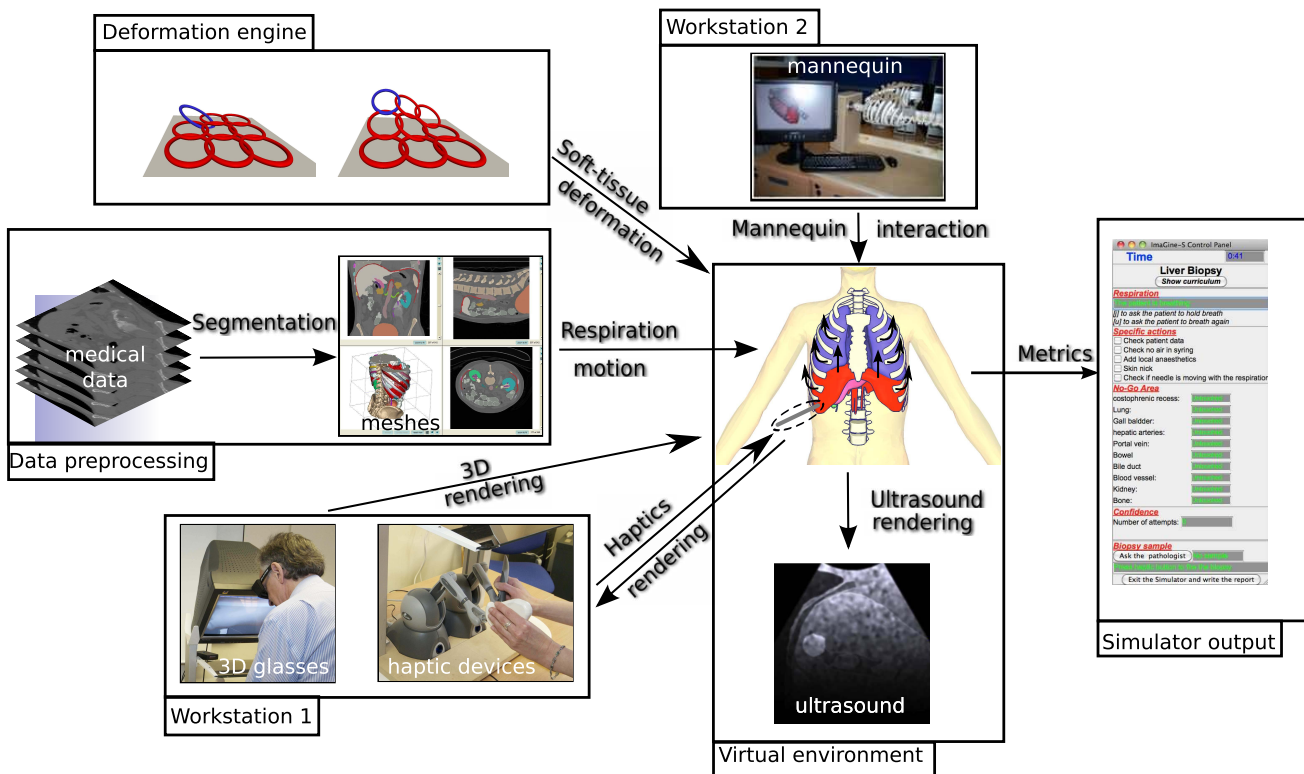 Deformation engine
Workstation 2
mannequin
Soft-tissue
deformation
Mannequin interaction
medical
data
Segmentation
meshes
Data preprocessing
Respiration
motion
3D
rendering
Haptics
rendering
3D glasses
haptic devices
Workstation 1
Ultrasound
rendering
ultrasound
Virtual environment
Metrics
ImaGine-S Control Panel
Time 0:41
Liver Biopsy
Show curriculum
Respiration
The patient is breathing
[j] to ask the patient to hold breath
[u] to ask the patient to breath again
Specific actions
Check patient data
Check no air in syring
Add local anaesthetics
Skin nick
Check if needle is moving with the respiration
No-Go Area
costophrenic recess:
Lung:
Gall baldder:
hepatic arteries:
Portal vein:
Bowel
Bile duct
Blood vessel:
Kidney:
Bone:
Confidence
Number of attempts:
Biopsy sample
Ask the pathologist
Exit the Simulator and write the report
Simulator output